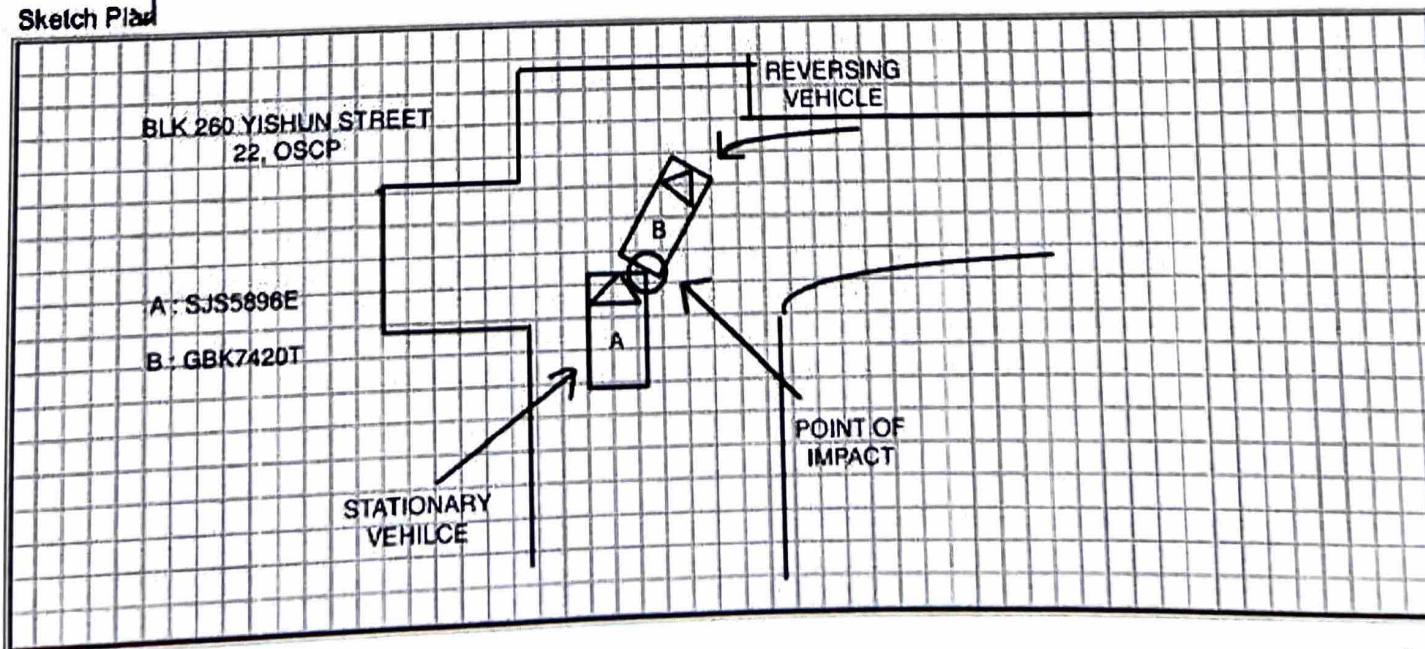 Sketch Plan
REVERSING
VEHICLE
BLK 260 YISHUN STREET
22, OSCP
B
A : SJS5896E
A
B : GBK7420T
POINT OF
IMPACT
STATIONARY
VEHILCE